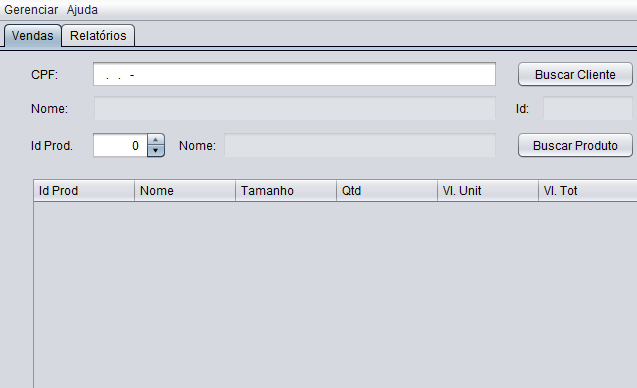 Gerenciar Ajuda
Vendas Relatórios
CPF: . . - Buscar Cliente
Nome: Id:
Id Prod. 0 Nome: Buscar Produto
Id Prod Nome Tamanho Qtd Vl. Unit Vl. Tot